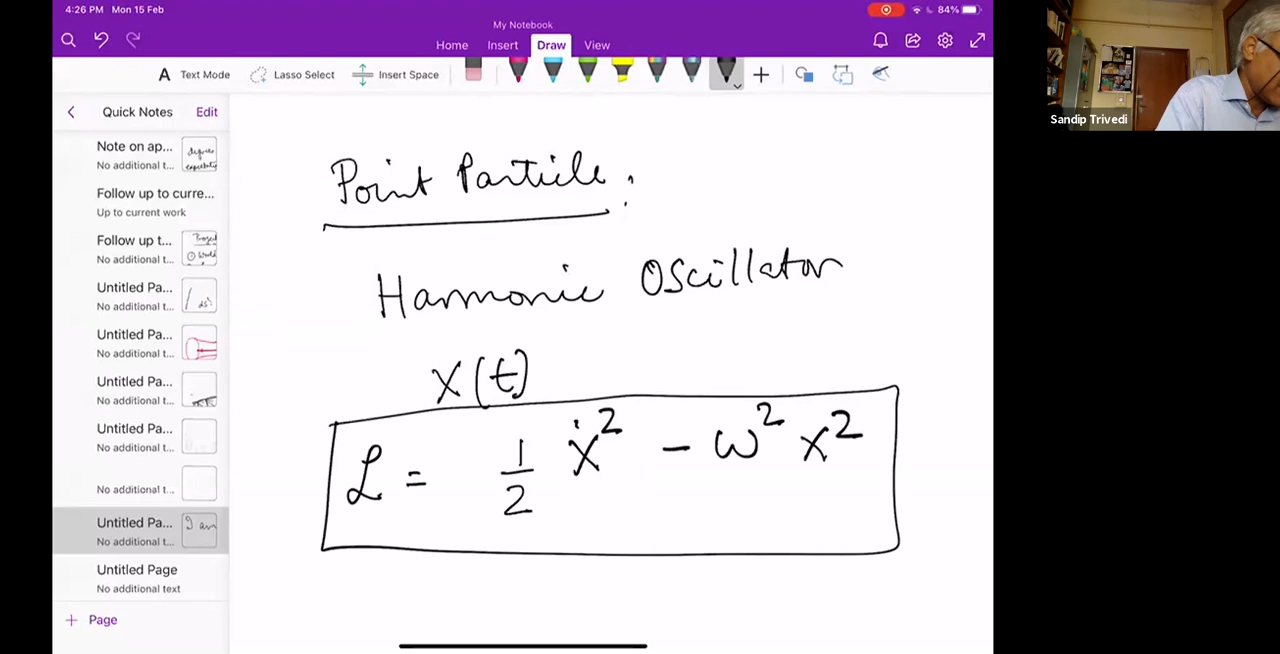 4:26 PM Mon 15 Feb
84%
My Notebook
Home Insert Draw View
A Text Mode Lasso Select Insert Space
Quick Notes Edit
Note on ap...
No additional t...
Follow up to curre...
Up to current work
Follow up t...
No additional t...
Untitled Pa...
No additional t...
Untitled Pa...
No additional t...
Untitled Pa...
No additional t...
Untitled Pa...
No additional t...
No additional t...
Untitled Pa...
No additional t...
Untitled Page
No additional text
+ Page
Point Particle:
Harmonic Oscillator
X(t)
ℒ = 1/2 ẋ² - ω² x²
Sandip Trivedi